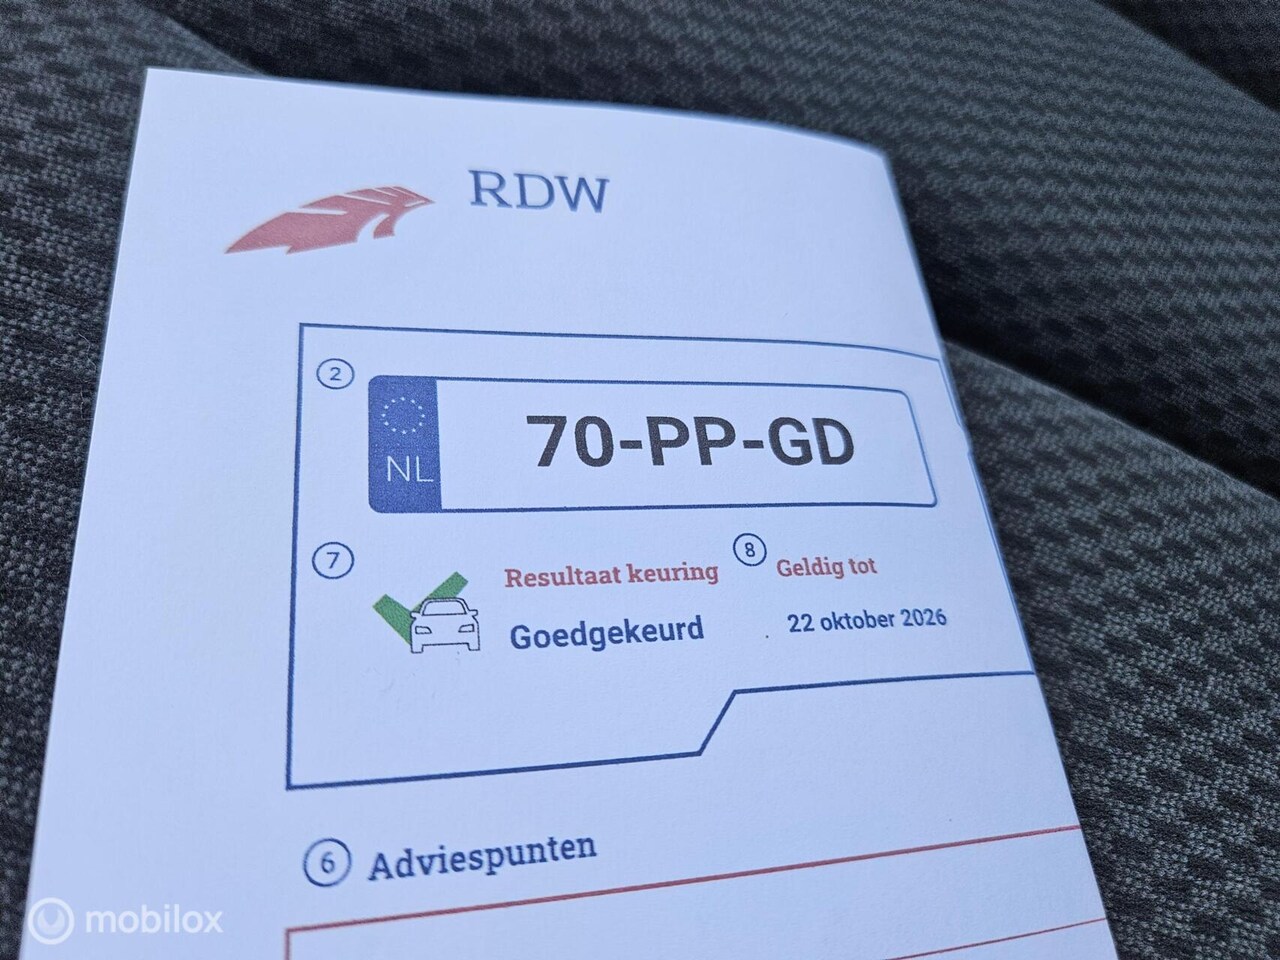 RDW
2
NL
70-PP-GD
7
Resultaat keuring
Goedgekeurd
8
Geldig tot
22 oktober 2026
6 Adviespunten
mobilox